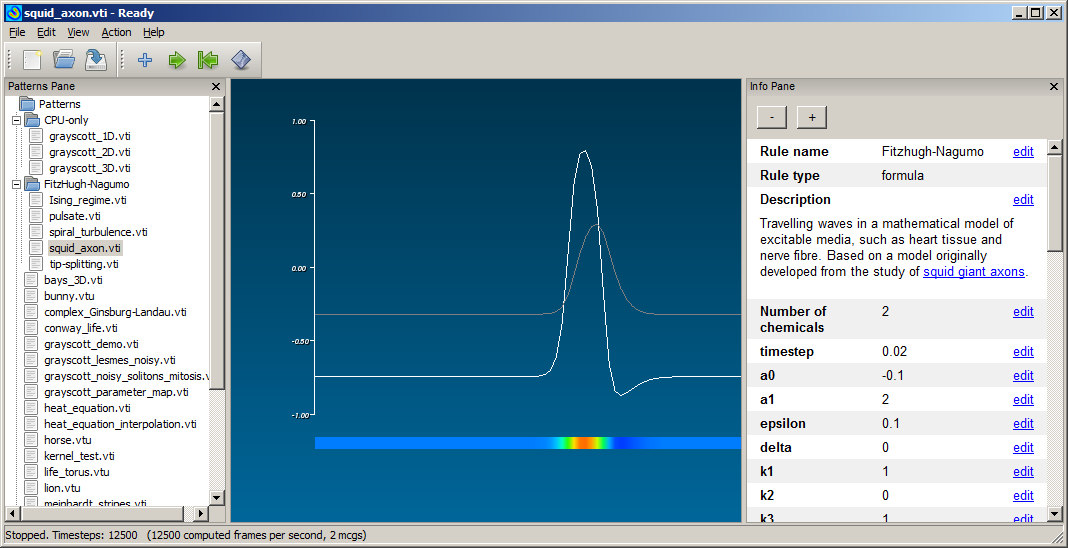 squid_axon.vti - Ready
File Edit View Action Help
Patterns Pane
Patterns
CPU-only
grayscott_1D.vti
grayscott_2D.vti
grayscott_3D.vti
FitzHugh-Nagumo
Ising_regime.vti
pulsate.vti
spiral_turbulence.vti
squid_axon.vti
tip-splitting.vti
bays_3D.vti
bunny.vtu
complex_Ginsburg-Landau.vti
conway_life.vti
grayscott_demo.vti
grayscott_lesmes_noisy.vti
grayscott_noisy_solitons_mitosis.v
grayscott_parameter_map.vti
heat_equation.vti
heat_equation_interpolation.vti
horse.vtu
kernel_test.vti
life_torus.vtu
lion.vtu
meinhardt_stripes.vti
1.00
0.50
0.00
-0.50
-1.00
Info Pane
- +
Rule name Fitzhugh-Nagumo edit
Rule type formula
Description edit
Travelling waves in a mathematical model of
excitable media, such as heart tissue and
nerve fibre. Based on a model originally
developed from the study of squid giant axons.
Number of 2 edit
chemicals
timestep 0.02 edit
a0 -0.1 edit
a1 2 edit
epsilon 0.1 edit
delta 0 edit
k1 1 edit
k2 0 edit
k3 1 edit
Stopped. Timesteps: 12500 (12500 computed frames per second, 2 mcgs)